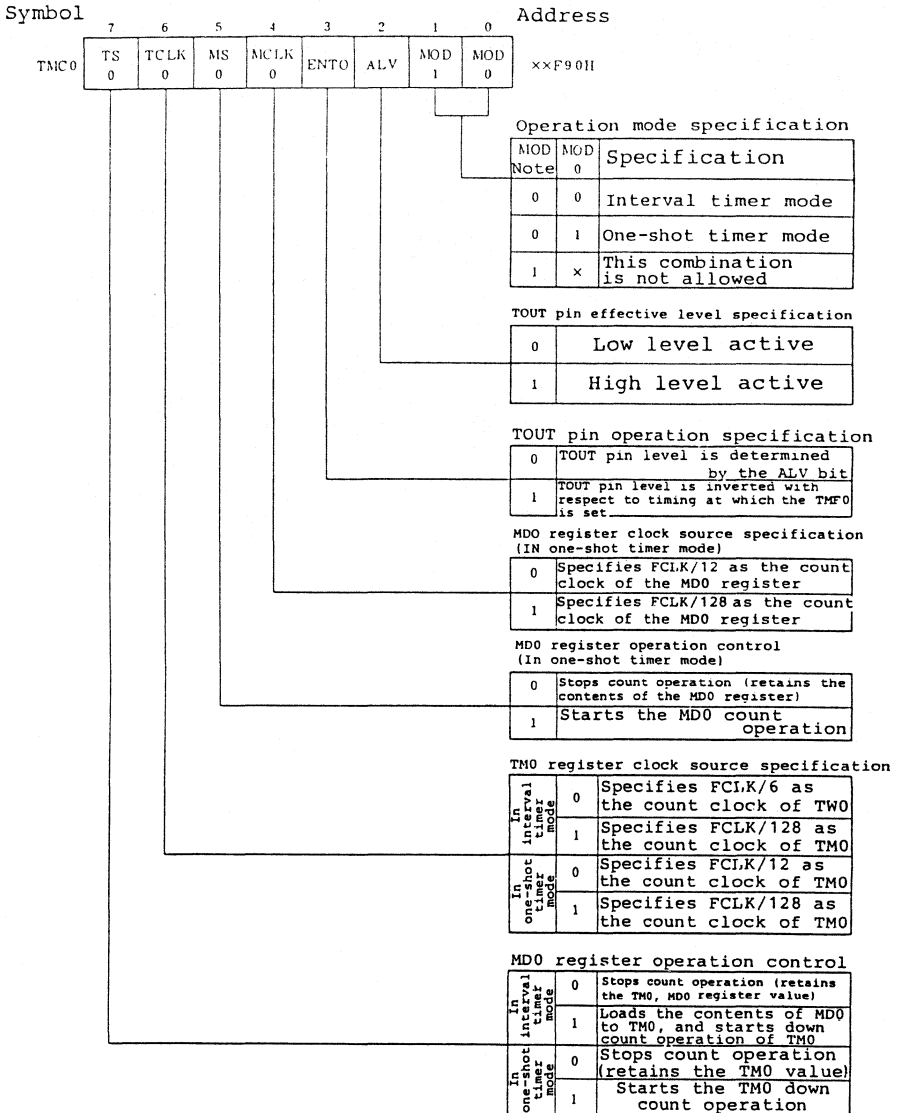 Symbol
7 6 5 4 3 2 1 0
Address
TMC0
TS 0
TCLK 0
MS 0
MCLK 0
ENTO
ALV
MOD 1
MOD 0
××F90H
Operation mode specification
MOD Note
MOD 0
Specification
0 0 Interval timer mode
0 1 One-shot timer mode
1 × This combination
is not allowed
TOUT pin effective level specification
0 Low level active
1 High level active
TOUT pin operation specification
0 TOUT pin level is determined
by the ALV bit
1 TOUT pin level is inverted with
respect to timing at which the TMF0
is set
MD0 register clock source specification
(IN one-shot timer mode)
0 Specifies FCLK/12 as the count
clock of the MD0 register
1 Specifies FCLK/128 as the count
clock of the MD0 register
MD0 register operation control
(In one-shot timer mode)
0 Stops count operation (retains the
contents of the MD0 register)
1 Starts the MD0 count
operation
TM0 register clock source specification
In interval timer mode
0 Specifies FCLK/6 as
the count clock of TW0
1 Specifies FCLK/128 as
the count clock of TM0
In one-shot timer mode
0 Specifies FCLK/12 as
the count clock of TM0
1 Specifies FCLK/128 as
the count clock of TM0
MD0 register operation control
In interval timer mode
0 Stops count operation (retains
the TM0, MD0 register value)
1 Loads the contents of MD0
to TM0, and starts down
count operation of TM0
In one-shot timer mode
0 Stops count operation
(retains the TM0 value)
1 Starts the TM0 down
count operation